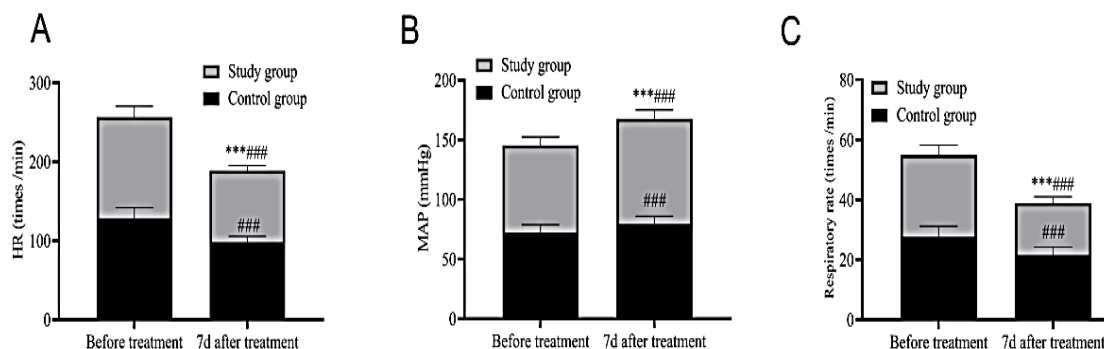 A
HR (times /min)
300
200
100
0
Study group
Control group
***###
###
Before treatment
7d after treatment
B
MAP (mmHg)
200
150
100
50
0
Study group
Control group
***###
###
Before treatment
7d after treatment
C
Respiratory rate (times /min)
80
60
40
20
0
Study group
Control group
***###
###
Before treatment
7d after treatment